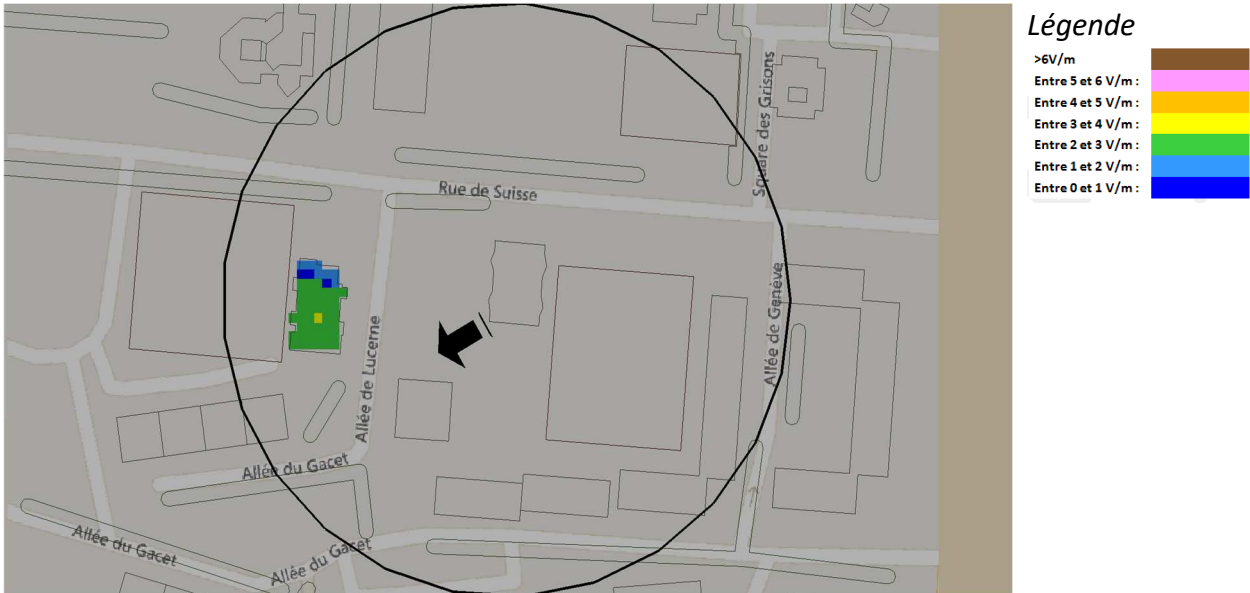 Légende
>6V/m
Entre 5 et 6 V/m :
Entre 4 et 5 V/m :
Entre 3 et 4 V/m :
Entre 2 et 3 V/m :
Entre 1 et 2 V/m :
Entre 0 et 1 V/m :
Square des Grisons
Rue de Suisse
Allée de Genève
Allée de Lucerne
Allée du Gacet
Allée du Gacet
Allée du Gacet